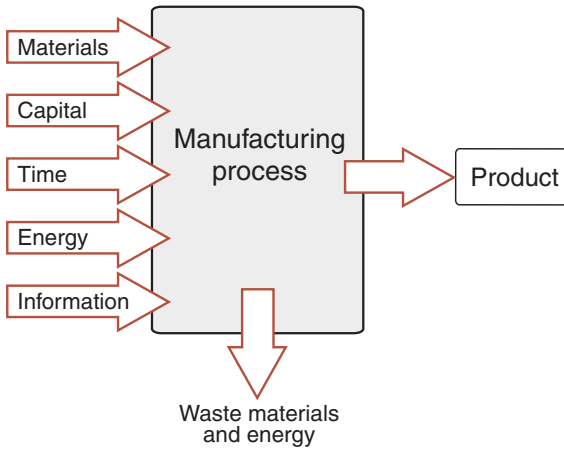 Materials
Capital
Time
Energy
Information
Manufacturing
process
Product
Waste materials
and energy